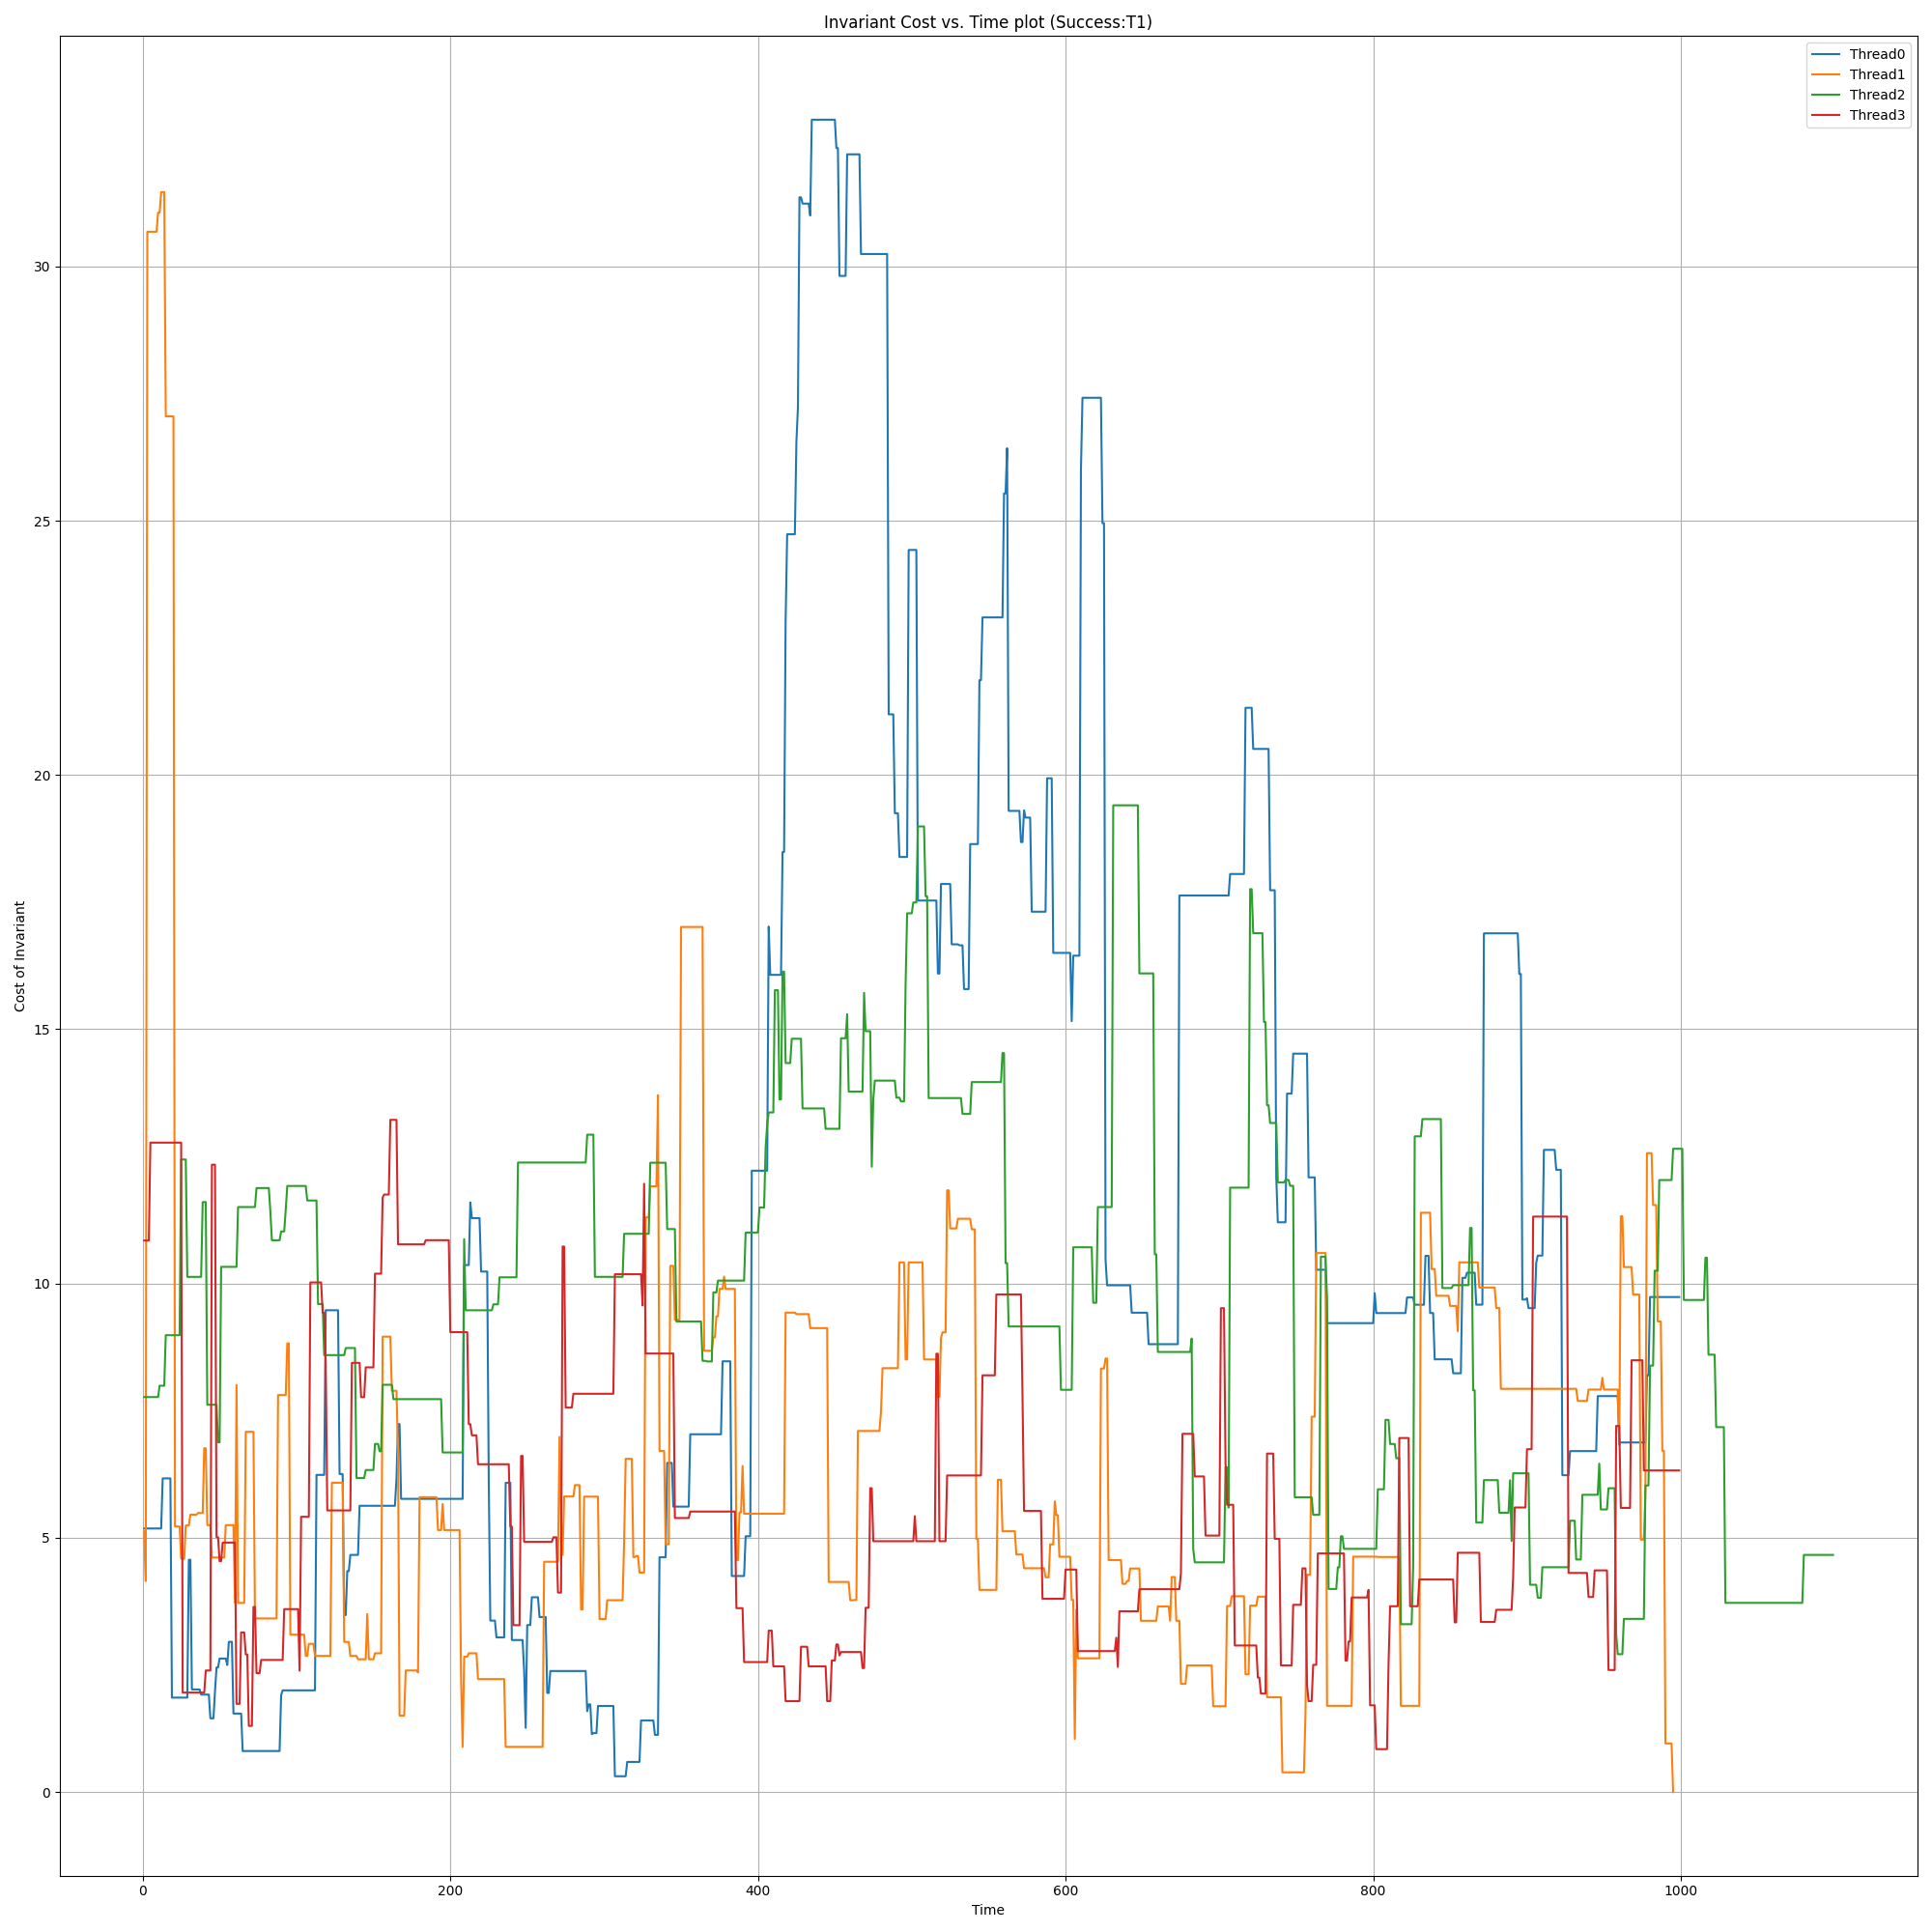 Invariant Cost vs. Time plot (Success:T1)
Thread0
Thread1
Thread2
Thread3
Cost of Invariant
30
25
20
15
10
5
0
0 200 400 600 800 1000
Time